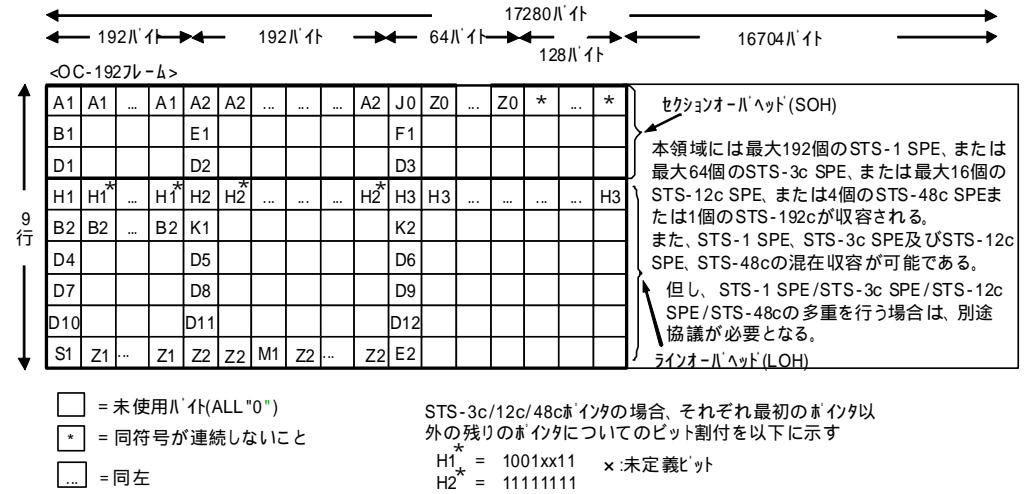 17280バイト
192バイト 192バイト 64バイト 128バイト 16704バイト
<OC-192フレーム>
A1 A1 ... A1 A2 A2 ... ... ... A2 J0 Z0 ... Z0 * ... *
B1 E1 F1
D1 D2 D3
H1 H1* ... H1* H2 H2* ... ... ... H2* H3 H3 ... ... ... ... H3
B2 B2 ... B2 K1 K2
D4 D5 D6
D7 D8 D9
D10 D11 D12
S1 Z1 ... Z1 Z2 Z2 M1 Z2 ... Z2 E2
9
行
セクションオーバヘッド(SOH)
本領域には最大192個のSTS-1 SPE、または
最大64個のSTS-3c SPE、または最大16個の
STS-12c SPE、または4個のSTS-48c SPEま
たは1個のSTS-192cが収容される。
また、STS-1 SPE、STS-3c SPE及びSTS-12c
SPE、STS-48cの混在収容が可能である。
但し、STS-1 SPE/STS-3c SPE/STS-12c
SPE/STS-48cの多重を行う場合は、別途
協議が必要となる。
ラインオーバヘッド(LOH)
= 未使用バイト(ALL "0")
* = 同符号が連続しないこと
... = 同左
STS-3c/12c/48cポインタの場合、それぞれ最初のポインタ以
外の残りのポインタについてのビット割付を以下に示す
H1* = 1001xx11 ×:未定義ビット
H2* = 11111111